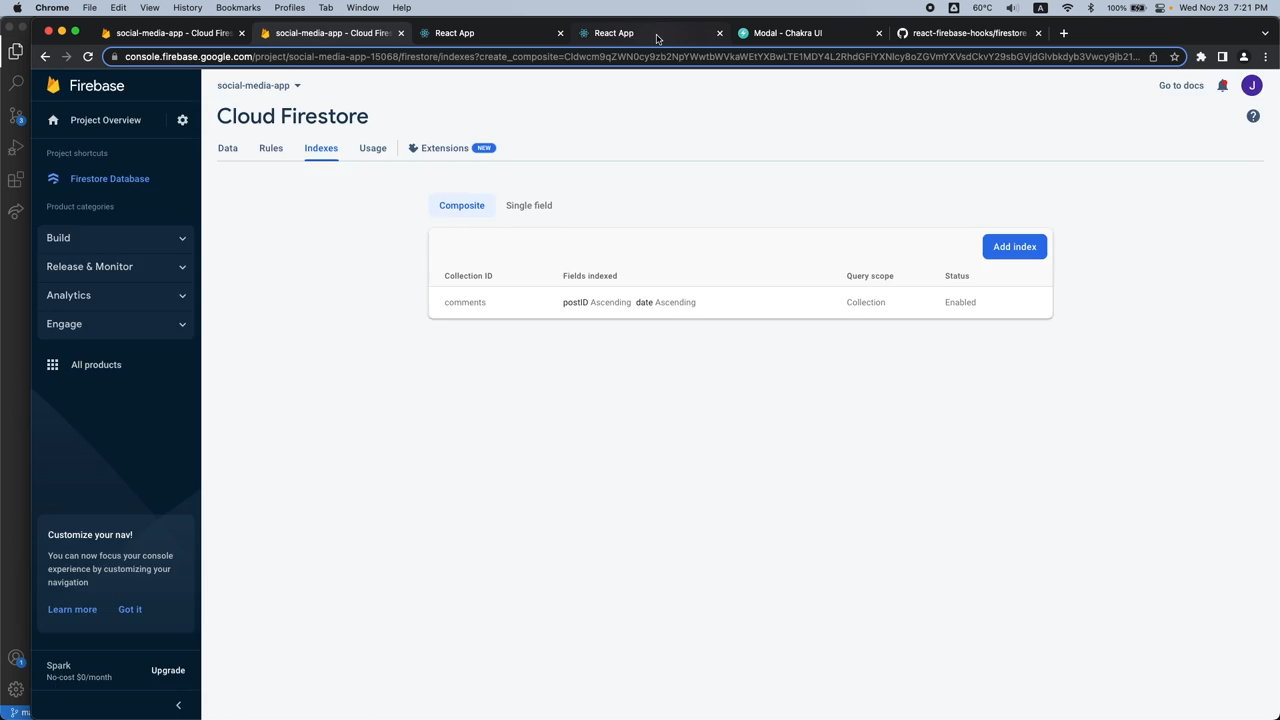 Chrome File Edit View History Bookmarks Profiles Tab Window Help 60°C A 100% Wed Nov 23 7:21 PM
social-media-app - Cloud Fires social-media-app - Cloud Fires React App React App Modal - Chakra UI react-firebase-hooks/firestore
console.firebase.google.com/project/social-media-app-15068/firestore/indexes?create_composite=
Firebase
social-media-app
Go to docs
J
Project Overview
Cloud Firestore
Data Rules Indexes Usage Extensions NEW
Project shortcuts
Firestore Database
Product categories
Build
Release & Monitor
Analytics
Engage
All products
Composite Single field
Add index
Collection ID Fields indexed Query scope Status
comments postID Ascending date Ascending Collection Enabled
Customize your nav!
You can now focus your console
experience by customizing your
navigation
Learn more Got it
Spark
No-cost $0/month
Upgrade
3
1